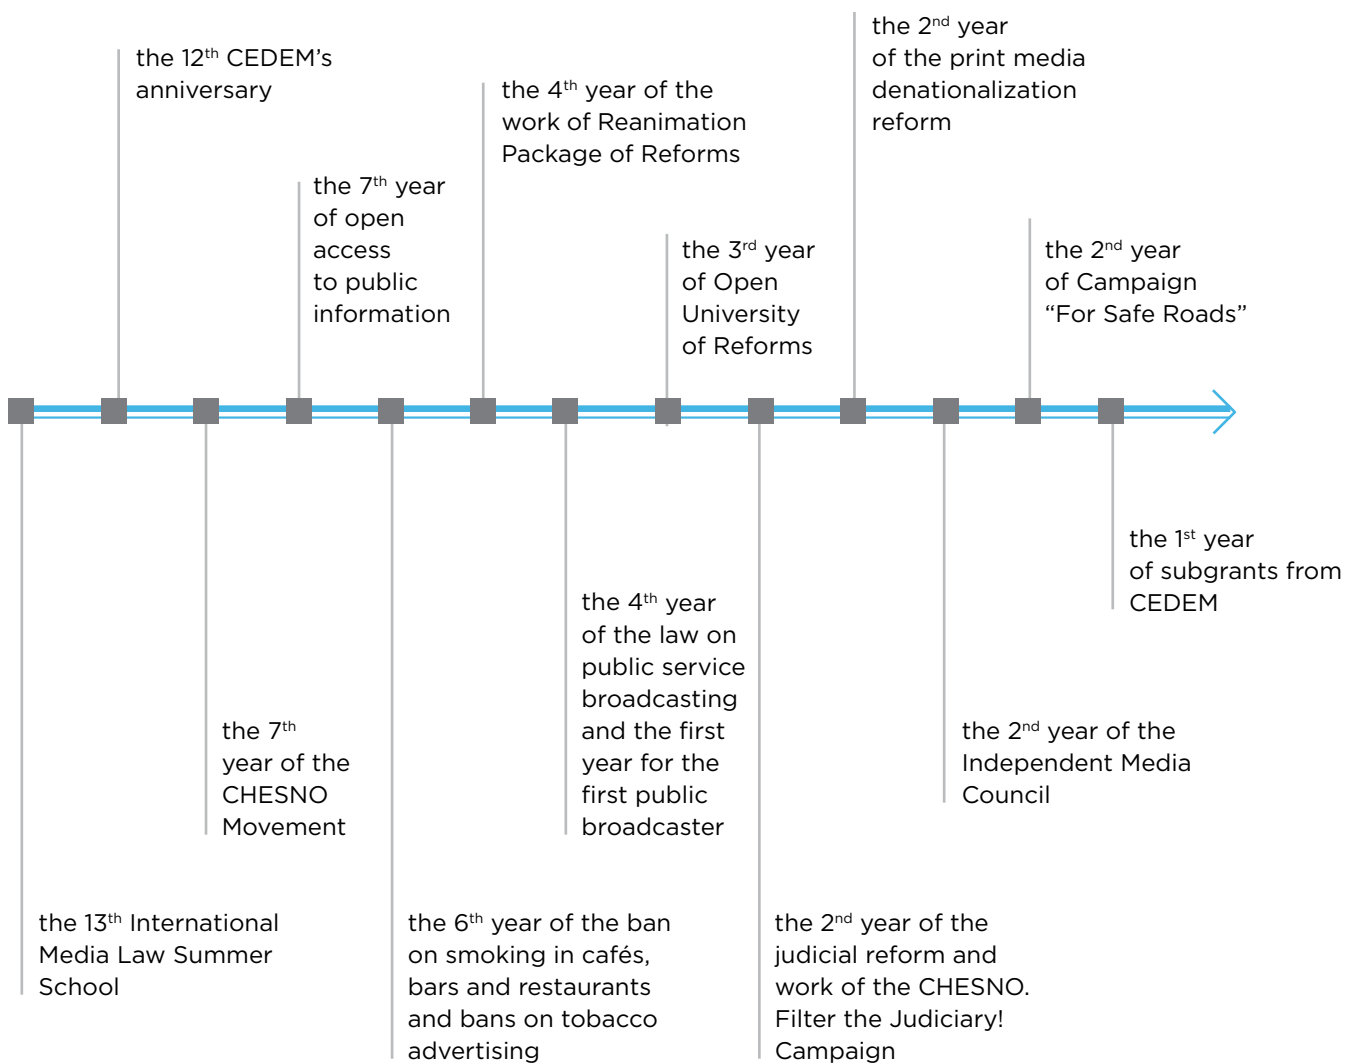 the 12th CEDEM's
anniversary
the 7th year
of open
access
to public
information
the 4th year of the
work of Reanimation
Package of Reforms
the 3rd year
of Open
University
of Reforms
the 2nd year
of the print media
denationalization
reform
the 2nd year
of Campaign
“For Safe Roads”
the 13th International
Media Law Summer
School
the 7th
year of the
CHESNO
Movement
the 6th year of the ban
on smoking in cafés,
bars and restaurants
and bans on tobacco
advertising
the 4th year
of the law on
public service
broadcasting
and the first
year for the
first public
broadcaster
the 2nd year of the
judicial reform and
work of the CHESNO.
Filter the Judiciary!
Campaign
the 2nd year of the
Independent Media
Council
the 1st year
of subgrants from
CEDEM